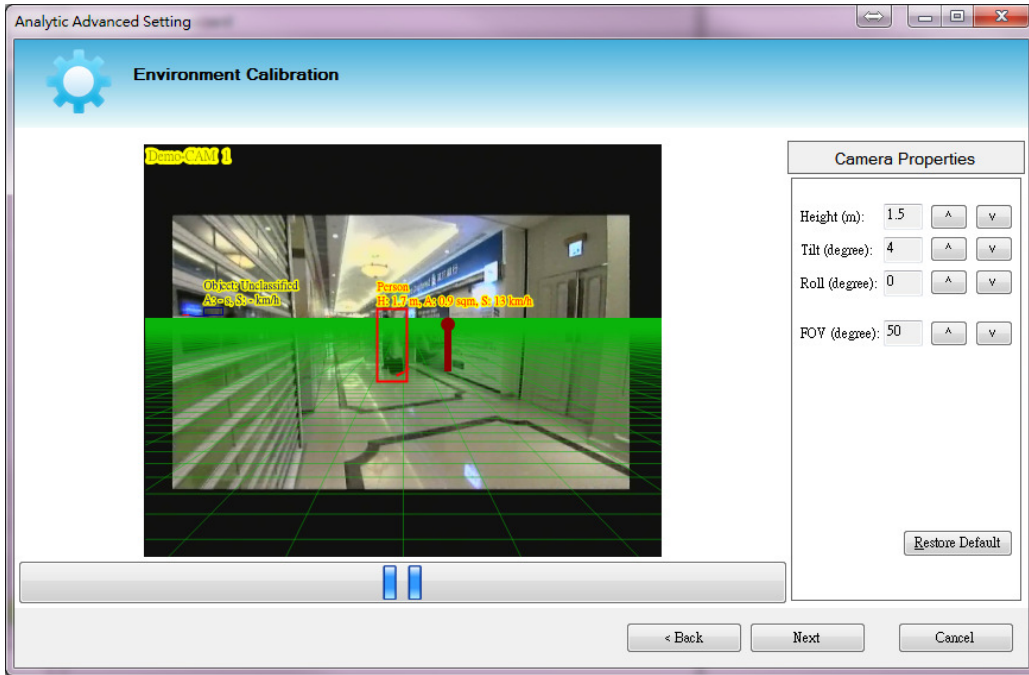 Analytic Advanced Setting
Environment Calibration
Demo-CAM 1
Object: Unclassified
A: - s, S: - km/h
Person
H: 1.7 m, A: 0.9 sqm, S: 13 km/h
Camera Properties
Height (m): 1.5 ^ v
Tilt (degree): 4 ^ v
Roll (degree): 0 ^ v
FOV (degree): 50 ^ v
Restore Default
< Back Next Cancel